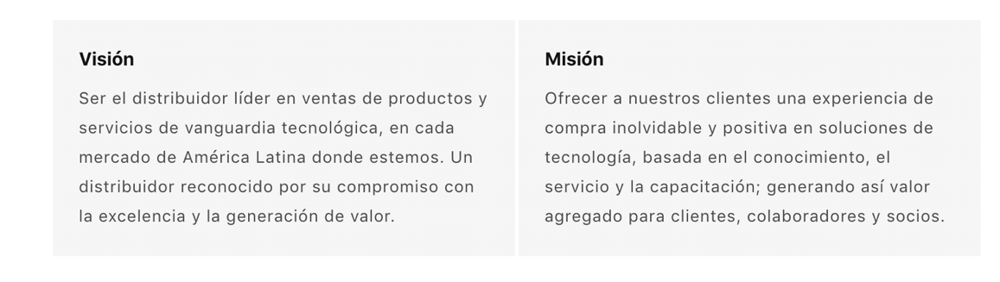 Visión
Ser el distribuidor líder en ventas de productos y
servicios de vanguardia tecnológica, en cada
mercado de América Latina donde estemos. Un
distribuidor reconocido por su compromiso con
la excelencia y la generación de valor.
Misión
Ofrecer a nuestros clientes una experiencia de
compra inolvidable y positiva en soluciones de
tecnología, basada en el conocimiento, el
servicio y la capacitación; generando así valor
agregado para clientes, colaboradores y socios.